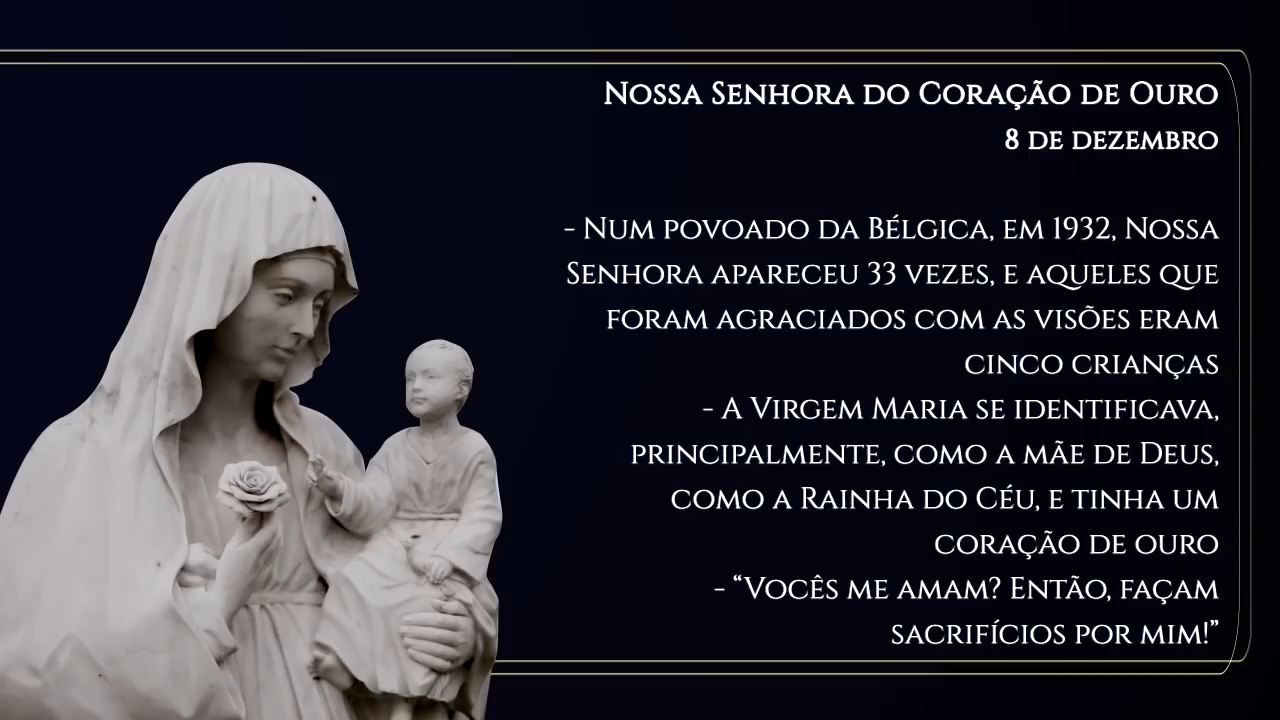 Nossa Senhora do Coração de Ouro
8 de dezembro
- Num povoado da Bélgica, em 1932, Nossa
Senhora apareceu 33 vezes, e aqueles que
foram agraciados com as visões eram
cinco crianças
- A Virgem Maria se identificava,
principalmente, como a mãe de Deus,
como a Rainha do Céu, e tinha um
coração de ouro
- “Vocês me amam? Então, façam
sacrifícios por mim!”